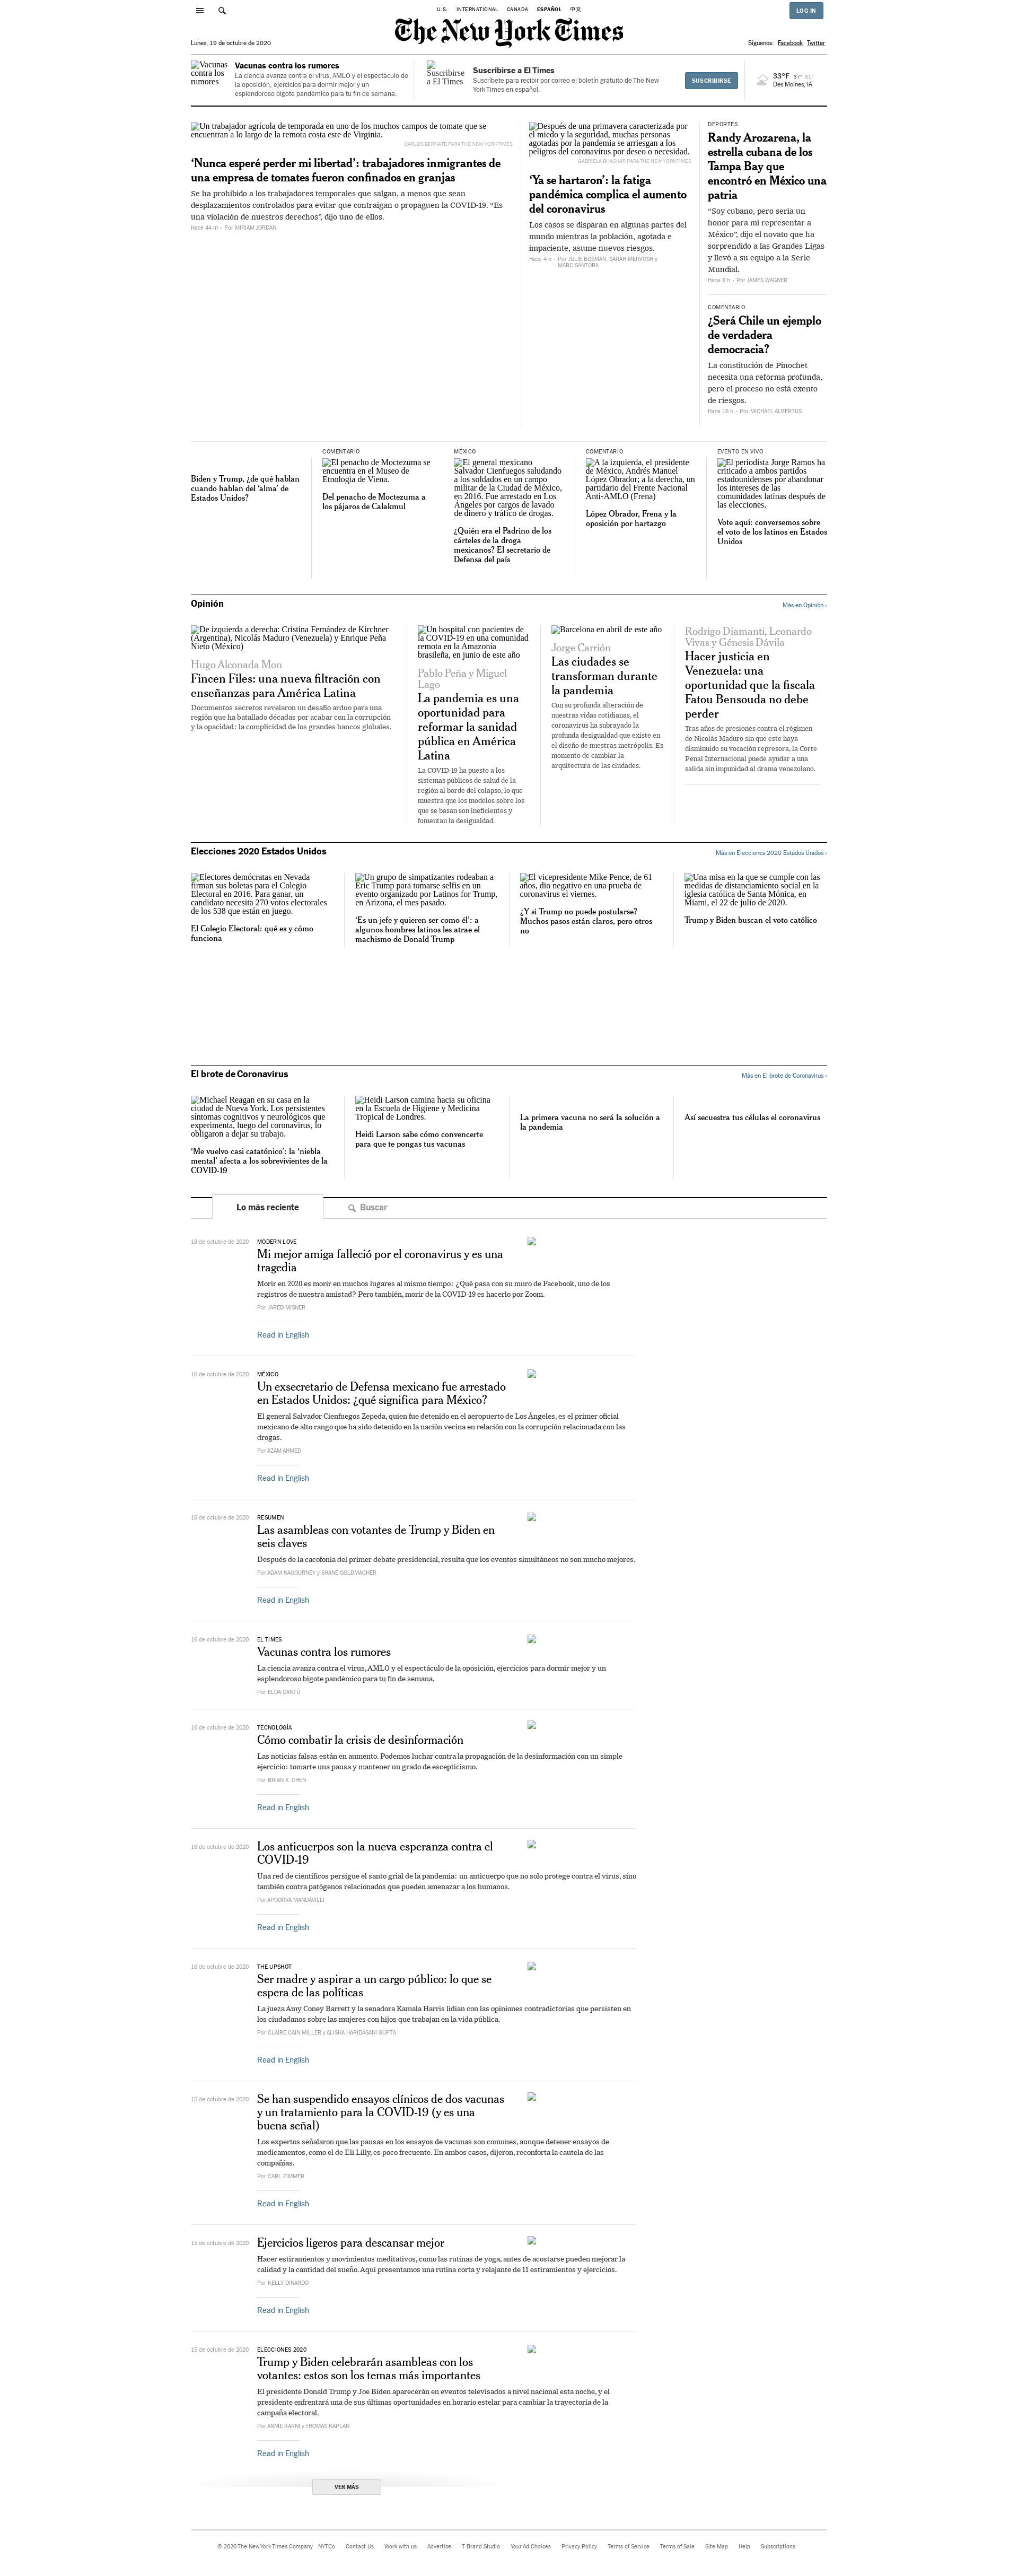 U.S. INTERNATIONAL CANADA ESPAÑOL 中文
LOG IN
The New York Times
Lunes, 19 de octubre de 2020
Síguenos: Facebook Twitter
Vacunas contra los rumores
Vacunas contra los rumores
La ciencia avanza contra el virus, AMLO y el espectáculo de
la oposición, ejercicios para dormir mejor y un
esplendoroso bigote pandémico para tu fin de semana.
Suscribirse a El Times
Suscribirse a El Times
Suscríbete para recibir por correo el boletín gratuito de The New
York Times en español.
SUSCRIBIRSE
33°F 37° 31°
Des Moines, IA
Un trabajador agrícola de temporada en uno de los muchos campos de tomate que se
encuentran a lo largo de la remota costa este de Virginia.
CARLOS BERNATE PARA THE NEW YORK TIMES
‘Nunca esperé perder mi libertad’: trabajadores inmigrantes de
una empresa de tomates fueron confinados en granjas
Se ha prohibido a los trabajadores temporales que salgan, a menos que sean
desplazamientos controlados para evitar que contraigan o propaguen la COVID-19. “Es
una violación de nuestros derechos”, dijo uno de ellos.
Hace 44 m - Por MIRIAM JORDAN
Después de una primavera caracterizada por
el miedo y la seguridad, muchas personas
agotadas por la pandemia se arriesgan a los
peligros del coronavirus por deseo o necesidad.
GABRIELA BHASKAR PARA THE NEW YORK TIMES
‘Ya se hartaron’: la fatiga
pandémica complica el aumento
del coronavirus
Los casos se disparan en algunas partes del
mundo mientras la población, agotada e
impaciente, asume nuevos riesgos.
Hace 4 h - Por JULIE BOSMAN, SARAH MERVOSH y
MARC SANTORA
DEPORTES
Randy Arozarena, la
estrella cubana de los
Tampa Bay que
encontró en México una
patria
“Soy cubano, pero sería un
honor para mí representar a
México”, dijo el novato que ha
sorprendido a las Grandes Ligas
y llevó a su equipo a la Serie
Mundial.
Hace 8 h - Por JAMES WAGNER
COMENTARIO
¿Será Chile un ejemplo
de verdadera
democracia?
La constitución de Pinochet
necesita una reforma profunda,
pero el proceso no está exento
de riesgos.
Hace 16 h - Por MICHAEL ALBERTUS
Biden y Trump, ¿de qué hablan
cuando hablan del ‘alma’ de
Estados Unidos?
COMENTARIO
El penacho de Moctezuma se
encuentra en el Museo de
Etnología de Viena.
Del penacho de Moctezuma a
los pájaros de Calakmul
MÉXICO
El general mexicano
Salvador Cienfuegos saludando
a los soldados en un campo
militar de la Ciudad de México,
en 2016. Fue arrestado en Los
Ángeles por cargos de lavado
de dinero y tráfico de drogas.
¿Quién era el Padrino de los
cárteles de la droga
mexicanos? El secretario de
Defensa del país
COMENTARIO
A la izquierda, el presidente
de México, Andrés Manuel
López Obrador; a la derecha, un
partidario del Frente Nacional
Anti-AMLO (Frena)
López Obrador, Frena y la
oposición por hartazgo
EVENTO EN VIVO
El periodista Jorge Ramos ha
criticado a ambos partidos
estadounidenses por abandonar
los intereses de las
comunidades latinas después de
las elecciones.
Vote aquí: conversemos sobre
el voto de los latinos en Estados
Unidos
Opinión
Más en Opinión ›
De izquierda a derecha: Cristina Fernández de Kirchner
(Argentina), Nicolás Maduro (Venezuela) y Enrique Peña
Nieto (México)
Hugo Alconada Mon
Fincen Files: una nueva filtración con
enseñanzas para América Latina
Documentos secretos revelaron un desafío arduo para una
región que ha batallado décadas por acabar con la corrupción
y la opacidad: la complicidad de los grandes bancos globales.
Un hospital con pacientes de
la COVID-19 en una comunidad
remota en la Amazonía
brasileña, en junio de este año
Pablo Peña y Miguel
Lago
La pandemia es una
oportunidad para
reformar la sanidad
pública en América
Latina
La COVID-19 ha puesto a los
sistemas públicos de salud de la
región al borde del colapso, lo que
muestra que los modelos sobre los
que se basan son ineficientes y
fomentan la desigualdad.
Barcelona en abril de este año
Jorge Carrión
Las ciudades se
transforman durante
la pandemia
Con su profunda alteración de
nuestras vidas cotidianas, el
coronavirus ha subrayado la
profunda desigualdad que existe en
el diseño de nuestras metrópolis. Es
momento de cambiar la
arquitectura de las ciudades.
Rodrigo Diamanti, Leonardo
Vivas y Génesis Dávila
Hacer justicia en
Venezuela: una
oportunidad que la fiscala
Fatou Bensouda no debe
perder
Tras años de presiones contra el régimen
de Nicolás Maduro sin que este haya
disminuido su vocación represora, la Corte
Penal Internacional puede ayudar a una
salida sin impunidad al drama venezolano.
Elecciones 2020 Estados Unidos
Más en Elecciones 2020 Estados Unidos ›
Electores demócratas en Nevada
firman sus boletas para el Colegio
Electoral en 2016. Para ganar, un
candidato necesita 270 votos electorales
de los 538 que están en juego.
El Colegio Electoral: qué es y cómo
funciona
Un grupo de simpatizantes rodeaban a
Eric Trump para tomarse selfis en un
evento organizado por Latinos for Trump,
en Arizona, el mes pasado.
‘Es un jefe y quieren ser como él’: a
algunos hombres latinos les atrae el
machismo de Donald Trump
El vicepresidente Mike Pence, de 61
años, dio negativo en una prueba de
coronavirus el viernes.
¿Y si Trump no puede postularse?
Muchos pasos están claros, pero otros
no
Una misa en la que se cumple con las
medidas de distanciamiento social en la
iglesia católica de Santa Mónica, en
Miami, el 22 de julio de 2020.
Trump y Biden buscan el voto católico
El brote de Coronavirus
Más en El brote de Coronavirus ›
Michael Reagan en su casa en la
ciudad de Nueva York. Los persistentes
síntomas cognitivos y neurológicos que
experimenta, luego del coronavirus, lo
obligaron a dejar su trabajo.
‘Me vuelvo casi catatónico’: la ‘niebla
mental’ afecta a los sobrevivientes de la
COVID-19
Heidi Larson camina hacia su oficina
en la Escuela de Higiene y Medicina
Tropical de Londres.
Heidi Larson sabe cómo convencerte
para que te pongas tus vacunas
La primera vacuna no será la solución a
la pandemia
Así secuestra tus células el coronavirus
Lo más reciente
Buscar
18 de octubre de 2020
MODERN LOVE
Mi mejor amiga falleció por el coronavirus y es una
tragedia
Morir en 2020 es morir en muchos lugares al mismo tiempo: ¿Qué pasa con su muro de Facebook, uno de los
registros de nuestra amistad? Pero también, morir de la COVID-19 es hacerlo por Zoom.
Por JARED MISNER
Read in English
16 de octubre de 2020
MÉXICO
Un exsecretario de Defensa mexicano fue arrestado
en Estados Unidos: ¿qué significa para México?
El general Salvador Cienfuegos Zepeda, quien fue detenido en el aeropuerto de Los Ángeles, es el primer oficial
mexicano de alto rango que ha sido detenido en la nación vecina en relación con la corrupción relacionada con las
drogas.
Por AZAM AHMED
Read in English
16 de octubre de 2020
RESUMEN
Las asambleas con votantes de Trump y Biden en
seis claves
Después de la cacofonía del primer debate presidencial, resulta que los eventos simultáneos no son mucho mejores.
Por ADAM NAGOURNEY y SHANE GOLDMACHER
Read in English
16 de octubre de 2020
EL TIMES
Vacunas contra los rumores
La ciencia avanza contra el virus, AMLO y el espectáculo de la oposición, ejercicios para dormir mejor y un
esplendoroso bigote pandémico para tu fin de semana.
Por ELDA CANTÚ
16 de octubre de 2020
TECNOLOGÍA
Cómo combatir la crisis de desinformación
Las noticias falsas están en aumento. Podemos luchar contra la propagación de la desinformación con un simple
ejercicio: tomarte una pausa y mantener un grado de escepticismo.
Por BRIAN X. CHEN
Read in English
16 de octubre de 2020
Los anticuerpos son la nueva esperanza contra el
COVID-19
Una red de científicos persigue el santo grial de la pandemia: un anticuerpo que no solo protege contra el virus, sino
también contra patógenos relacionados que pueden amenazar a los humanos.
Por APOORVA MANDAVILLI
Read in English
16 de octubre de 2020
THE UPSHOT
Ser madre y aspirar a un cargo público: lo que se
espera de las políticas
La jueza Amy Coney Barrett y la senadora Kamala Harris lidian con las opiniones contradictorias que persisten en
los ciudadanos sobre las mujeres con hijos que trabajan en la vida pública.
Por CLAIRE CAIN MILLER y ALISHA HARIDASANI GUPTA
Read in English
15 de octubre de 2020
Se han suspendido ensayos clínicos de dos vacunas
y un tratamiento para la COVID-19 (y es una
buena señal)
Los expertos señalaron que las pausas en los ensayos de vacunas son comunes, aunque detener ensayos de
medicamentos, como el de Eli Lilly, es poco frecuente. En ambos casos, dijeron, reconforta la cautela de las
compañías.
Por CARL ZIMMER
Read in English
15 de octubre de 2020
Ejercicios ligeros para descansar mejor
Hacer estiramientos y movimientos meditativos, como las rutinas de yoga, antes de acostarse pueden mejorar la
calidad y la cantidad del sueño. Aquí presentamos una rutina corta y relajante de 11 estiramientos y ejercicios.
Por KELLY DINARDO
Read in English
15 de octubre de 2020
ELECCIONES 2020
Trump y Biden celebrarán asambleas con los
votantes: estos son los temas más importantes
El presidente Donald Trump y Joe Biden aparecerán en eventos televisados a nivel nacional esta noche, y el
presidente enfrentará una de sus últimas oportunidades en horario estelar para cambiar la trayectoria de la
campaña electoral.
Por ANNIE KARNI y THOMAS KAPLAN
Read in English
VER MÁS
© 2020 The New York Times Company NYTCo Contact Us Work with us Advertise T Brand Studio Your Ad Choices Privacy Policy Terms of Service Terms of Sale Site Map Help Subscriptions